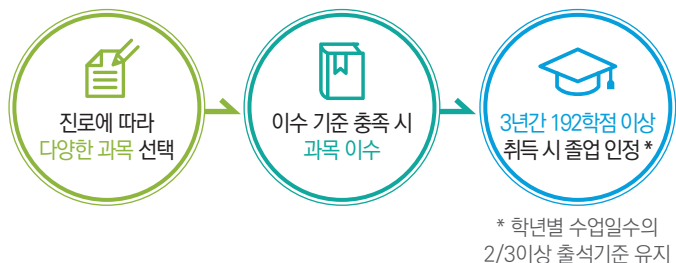 진로에 따라
다양한 과목 선택
이수 기준 충족 시
과목 이수
3년간 192학점 이상
취득 시 졸업 인정 *
* 학년별 수업일수의
2/3이상 출석기준 유지